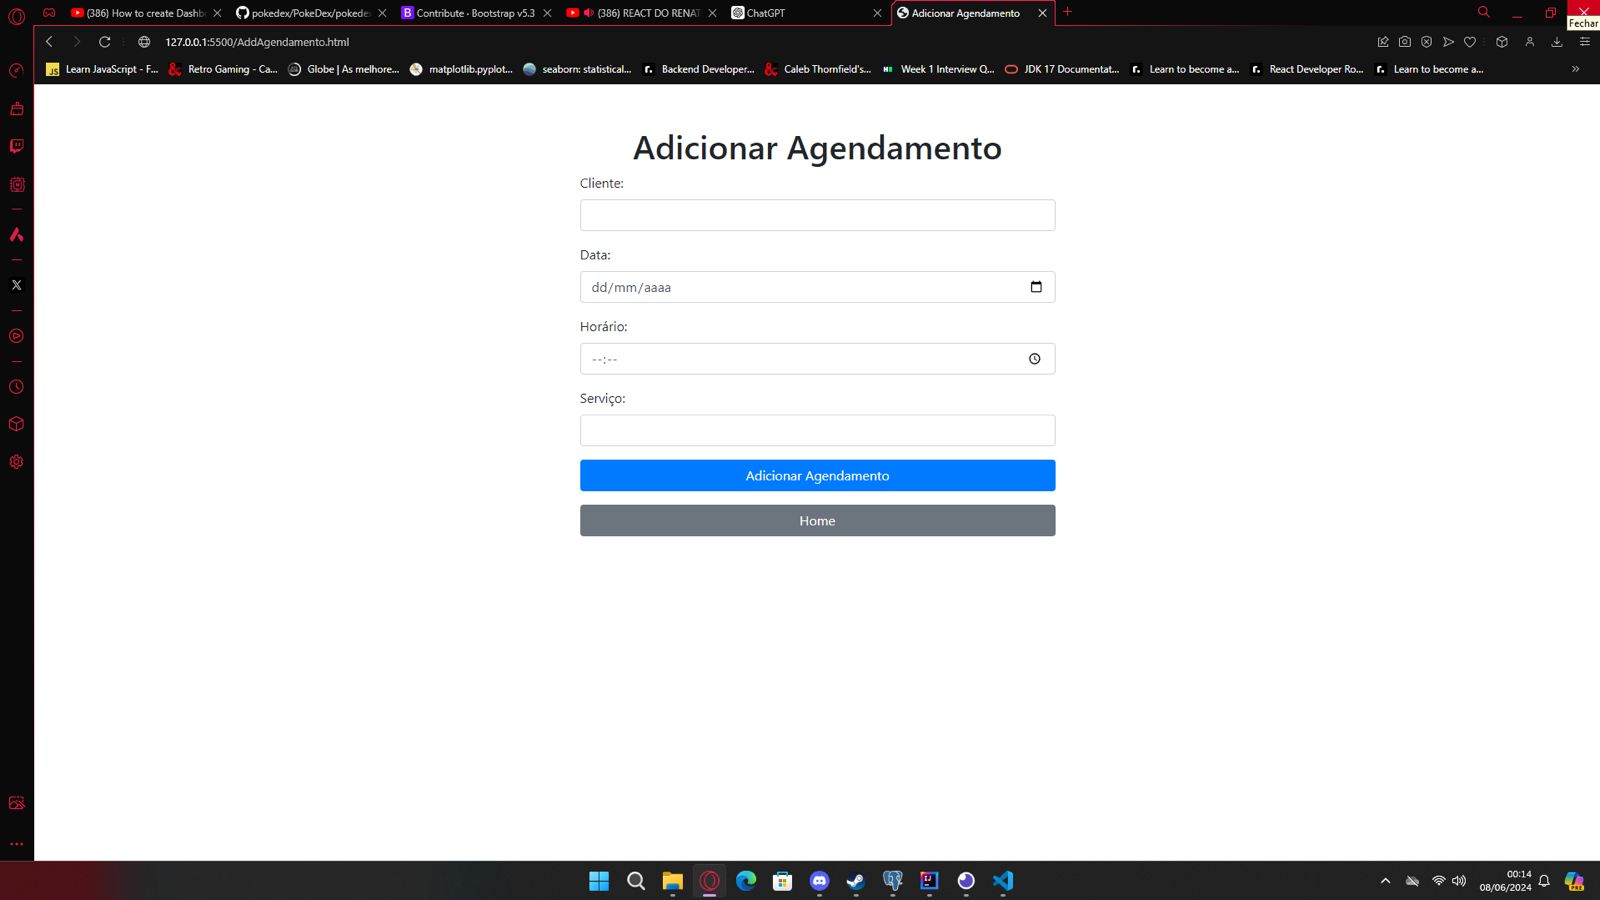 (386) How to create Dashb
pokedex/PokeDex/pokedex
Contribute · Bootstrap v5.3
(386) REACT DO RENAT
ChatGPT
Adicionar Agendamento
Fechar
127.0.0.1:5500/AddAgendamento.html
JS Learn JavaScript - F...
Retro Gaming - Ca...
Globe | As melhore...
matplotlib.pyplot...
seaborn: statistical...
r. Backend Developer...
Caleb Thornfield's...
Week 1 Interview Q...
JDK 17 Documentat...
r. Learn to become a...
r. React Developer Ro...
r. Learn to become a...
Adicionar Agendamento
Cliente:
Data:
dd/mm/aaaa
Horário:
--:--
Serviço:
Adicionar Agendamento
Home
00:14
08/06/2024